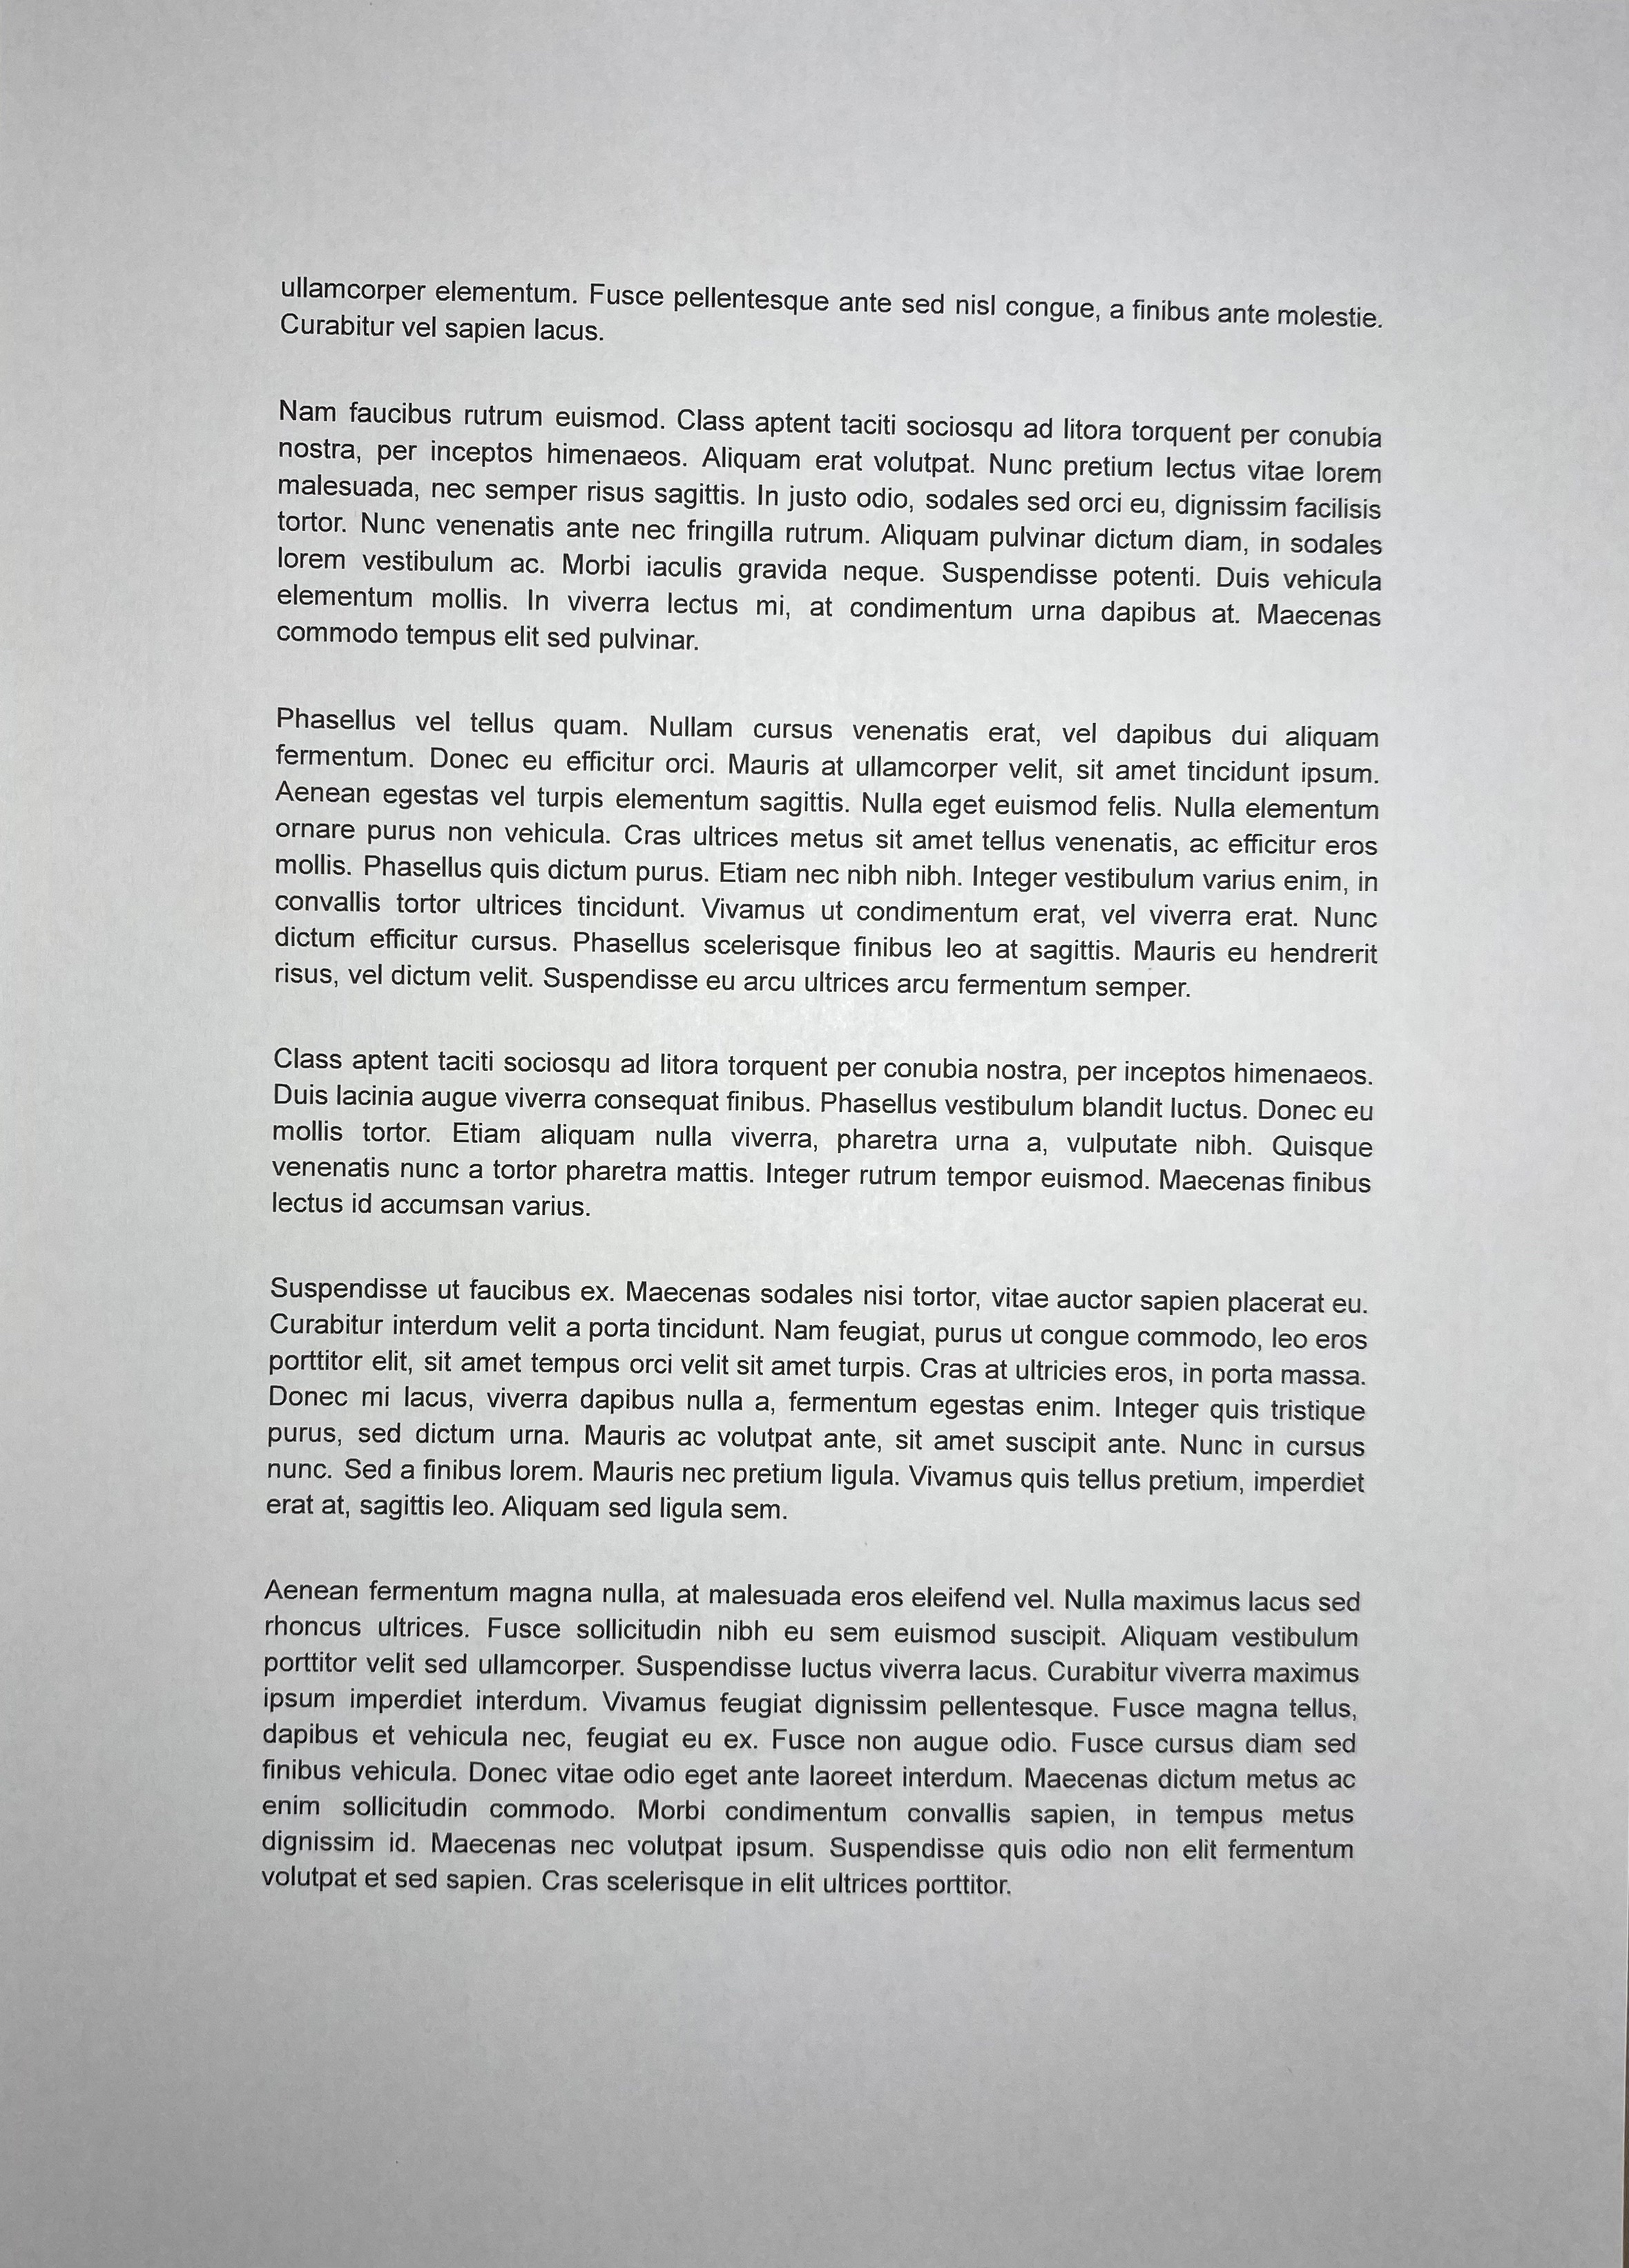 ullamcorper elementum. Fusce pellentesque ante sed nisl congue, a finibus ante molestie.
Curabitur vel sapien lacus.
Nam faucibus rutrum euismod. Class aptent taciti sociosqu ad litora torquent per conubia
nostra, per inceptos himenaeos. Aliquam erat volutpat. Nunc pretium lectus vitae lorem
malesuada, nec semper risus sagittis. In justo odio, sodales sed orci eu, dignissim facilisis
tortor. Nunc venenatis ante nec fringilla rutrum. Aliquam pulvinar dictum diam, in sodales
lorem vestibulum ac. Morbi iaculis gravida neque. Suspendisse potenti. Duis vehicula
elementum mollis. In viverra lectus mi, at condimentum urna dapibus at. Maecenas
commodo tempus elit sed pulvinar.
Phasellus vel tellus quam. Nullam cursus venenatis erat, vel dapibus dui aliquam
fermentum. Donec eu efficitur orci. Mauris at ullamcorper velit, sit amet tincidunt ipsum.
Aenean egestas vel turpis elementum sagittis. Nulla eget euismod felis. Nulla elementum
ornare purus non vehicula. Cras ultrices metus sit amet tellus venenatis, ac efficitur eros
mollis. Phasellus quis dictum purus. Etiam nec nibh nibh. Integer vestibulum varius enim, in
convallis tortor ultrices tincidunt. Vivamus ut condimentum erat, vel viverra erat. Nunc
dictum efficitur cursus. Phasellus scelerisque finibus leo at sagittis. Mauris eu hendrerit
risus, vel dictum velit. Suspendisse eu arcu ultrices arcu fermentum semper.
Class aptent taciti sociosqu ad litora torquent per conubia nostra, per inceptos himenaeos.
Duis lacinia augue viverra consequat finibus. Phasellus vestibulum blandit luctus. Donec eu
mollis tortor. Etiam aliquam nulla viverra, pharetra urna a, vulputate nibh. Quisque
venenatis nunc a tortor pharetra mattis. Integer rutrum tempor euismod. Maecenas finibus
lectus id accumsan varius.
Suspendisse ut faucibus ex. Maecenas sodales nisi tortor, vitae auctor sapien placerat eu.
Curabitur interdum velit a porta tincidunt. Nam feugiat, purus ut congue commodo, leo eros
porttitor elit, sit amet tempus orci velit sit amet turpis. Cras at ultricies eros, in porta massa.
Donec mi lacus, viverra dapibus nulla a, fermentum egestas enim. Integer quis tristique
purus, sed dictum urna. Mauris ac volutpat ante, sit amet suscipit ante. Nunc in cursus
nunc. Sed a finibus lorem. Mauris nec pretium ligula. Vivamus quis tellus pretium, imperdiet
erat at, sagittis leo. Aliquam sed ligula sem.
Aenean fermentum magna nulla, at malesuada eros eleifend vel. Nulla maximus lacus sed
rhoncus ultrices. Fusce sollicitudin nibh eu sem euismod suscipit. Aliquam vestibulum
porttitor velit sed ullamcorper. Suspendisse luctus viverra lacus. Curabitur viverra maximus
ipsum imperdiet interdum. Vivamus feugiat dignissim pellentesque. Fusce magna tellus,
dapibus et vehicula nec, feugiat eu ex. Fusce non augue odio. Fusce cursus diam sed
finibus vehicula. Donec vitae odio eget ante laoreet interdum. Maecenas dictum metus ac
enim sollicitudin commodo. Morbi condimentum convallis sapien, in tempus metus
dignissim id. Maecenas nec volutpat ipsum. Suspendisse quis odio non elit fermentum
volutpat et sed sapien. Cras scelerisque in elit ultrices porttitor.